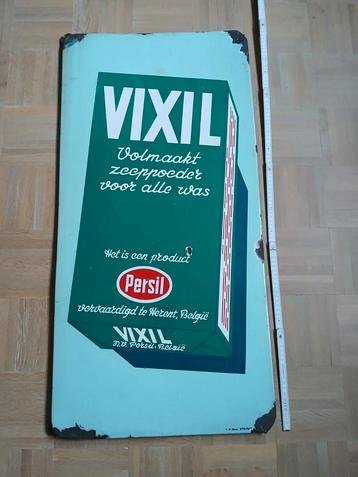 VIXIL
Volmaakt
zeeppoeder
voor alle was
Het is een product
Persil
vervaardigd te Herent, België
VIXIL
N.V. Persil. België